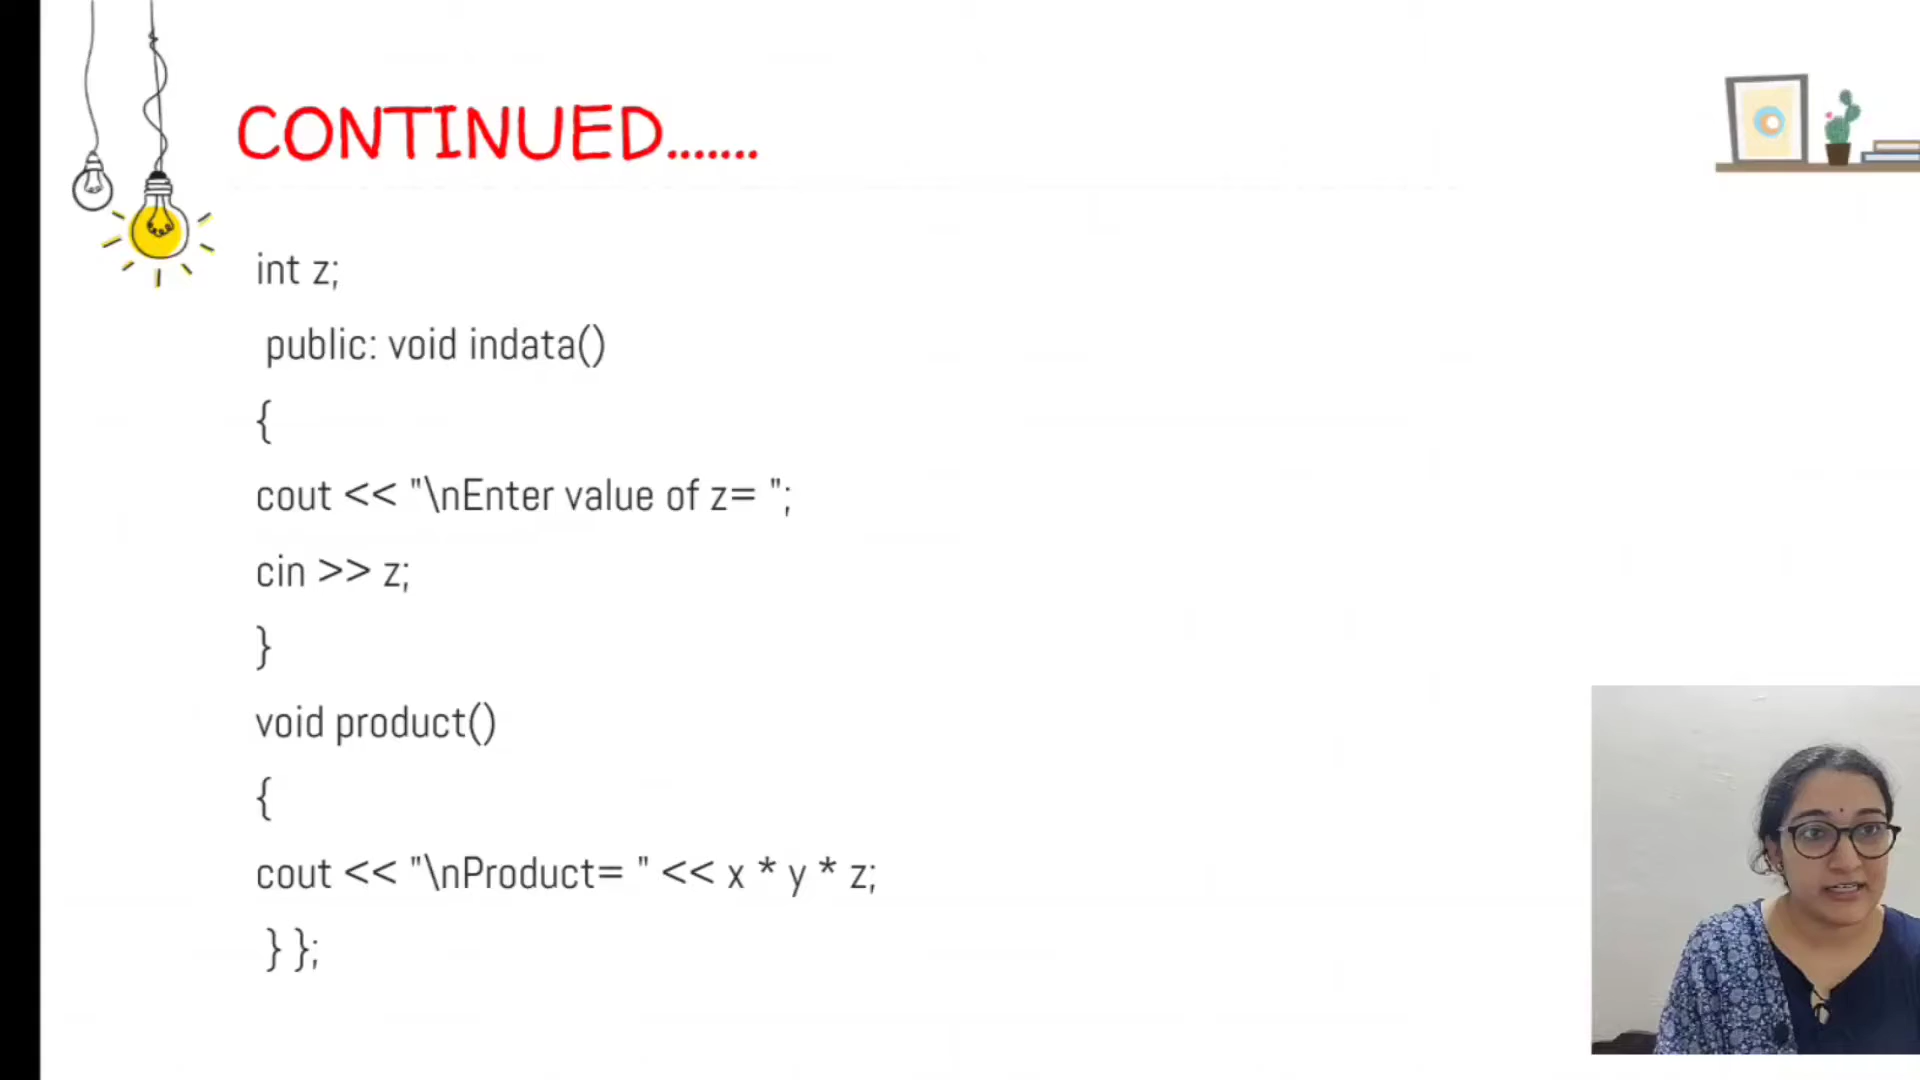 CONTINUED.......
int z;
public: void indata()
{
cout << "\nEnter value of z= ";
cin >> z;
}
void product()
{
cout << "\nProduct= " << x * y * z;
} };